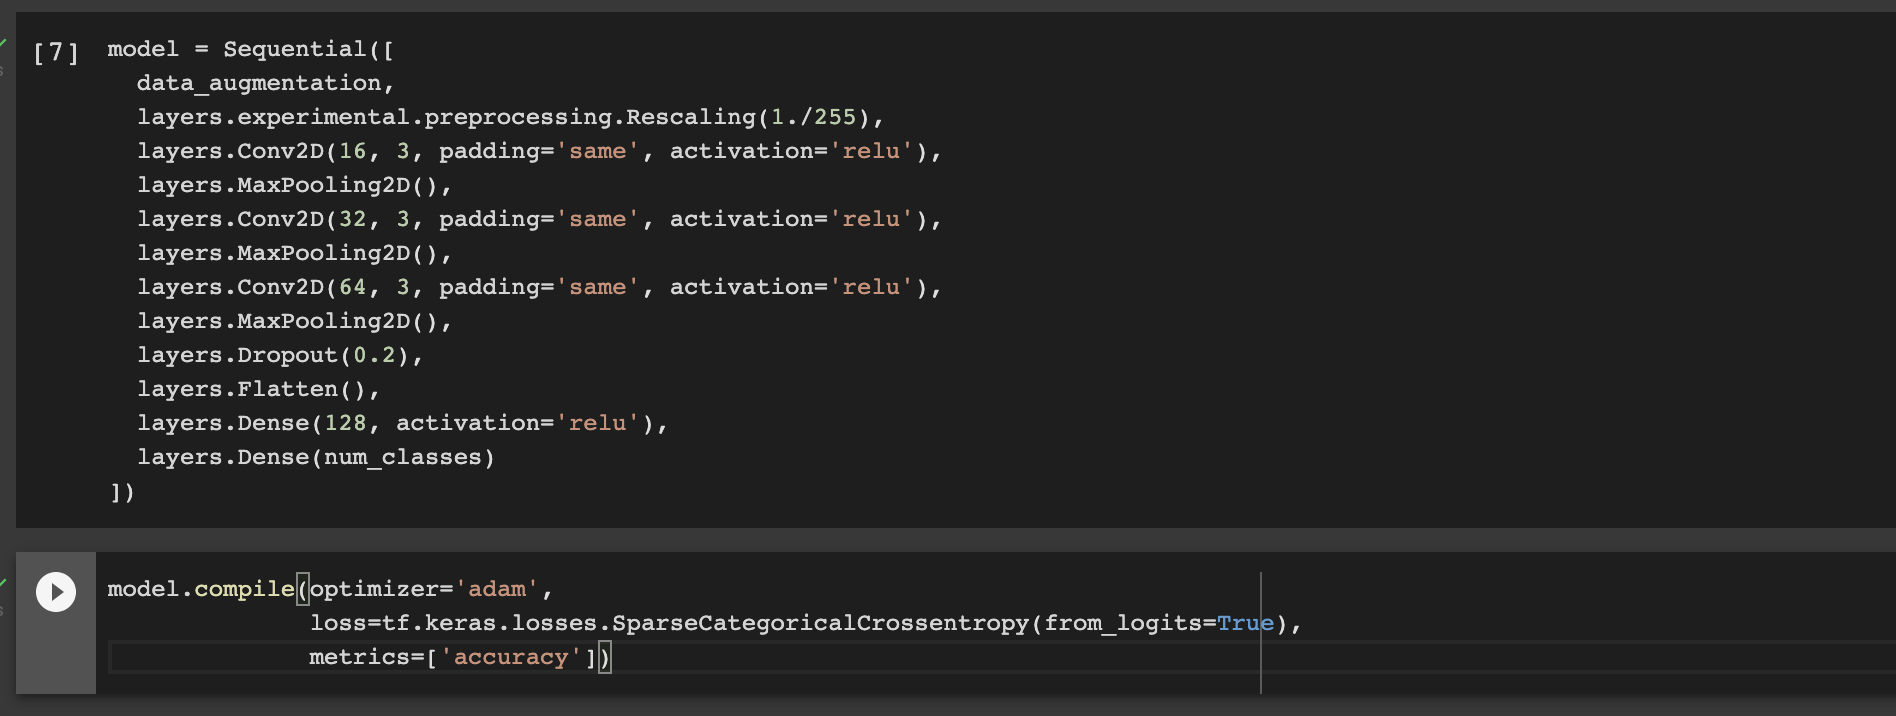 [7] model = Sequential([
data_augmentation,
layers.experimental.preprocessing.Rescaling(1./255),
layers.Conv2D(16, 3, padding='same', activation='relu'),
layers.MaxPooling2D(),
layers.Conv2D(32, 3, padding='same', activation='relu'),
layers.MaxPooling2D(),
layers.Conv2D(64, 3, padding='same', activation='relu'),
layers.MaxPooling2D(),
layers.Dropout(0.2),
layers.Flatten(),
layers.Dense(128, activation='relu'),
layers.Dense(num_classes)
])
model.compile(optimizer='adam',
loss=tf.keras.losses.SparseCategoricalCrossentropy(from_logits=True),
metrics=['accuracy'])